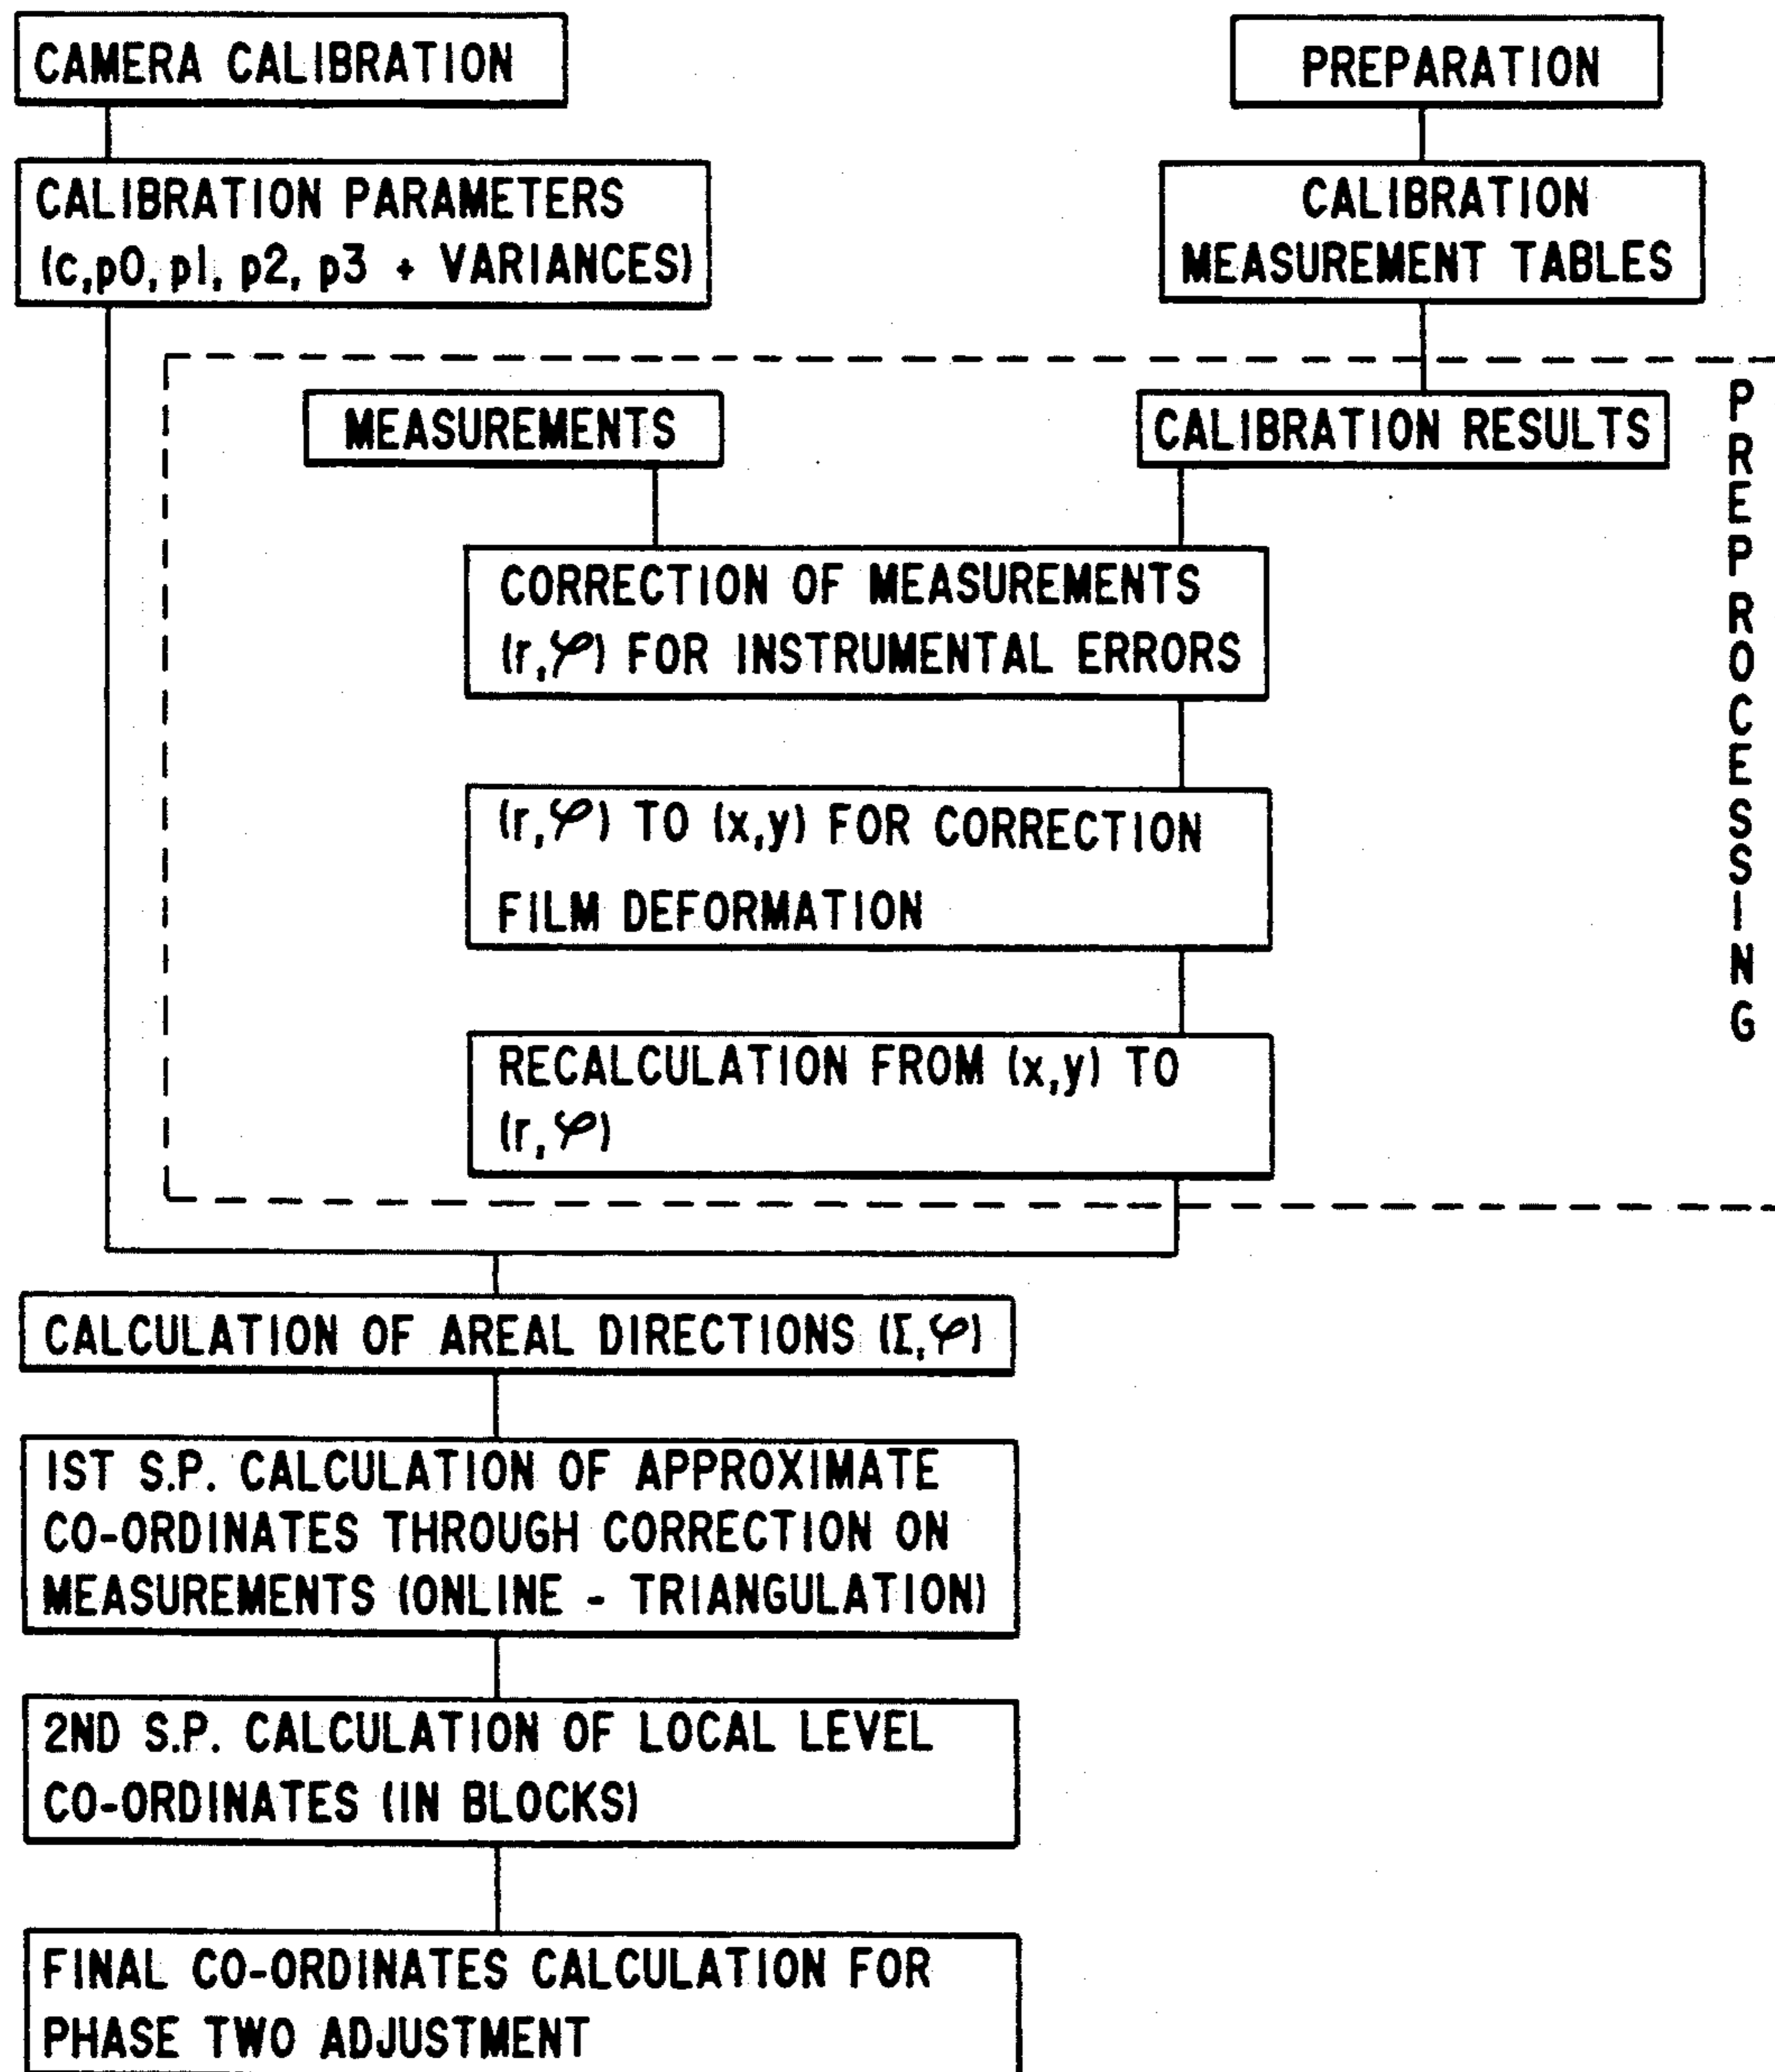 CAMERA CALIBRATION
PREPARATION
CALIBRATION PARAMETERS
(c,p0, p1, p2, p3 + VARIANCES)
CALIBRATION
MEASUREMENT TABLES
MEASUREMENTS
CALIBRATION RESULTS
PREPROCESSING
CORRECTION OF MEASUREMENTS
(r,φ) FOR INSTRUMENTAL ERRORS
(r,φ) TO (x,y) FOR CORRECTION
FILM DEFORMATION
RECALCULATION FROM (x,y) TO
(r,φ)
CALCULATION OF AREAL DIRECTIONS (Σ,φ)
1ST S.P. CALCULATION OF APPROXIMATE
CO-ORDINATES THROUGH CORRECTION ON
MEASUREMENTS (ONLINE - TRIANGULATION)
2ND S.P. CALCULATION OF LOCAL LEVEL
CO-ORDINATES (IN BLOCKS)
FINAL CO-ORDINATES CALCULATION FOR
PHASE TWO ADJUSTMENT